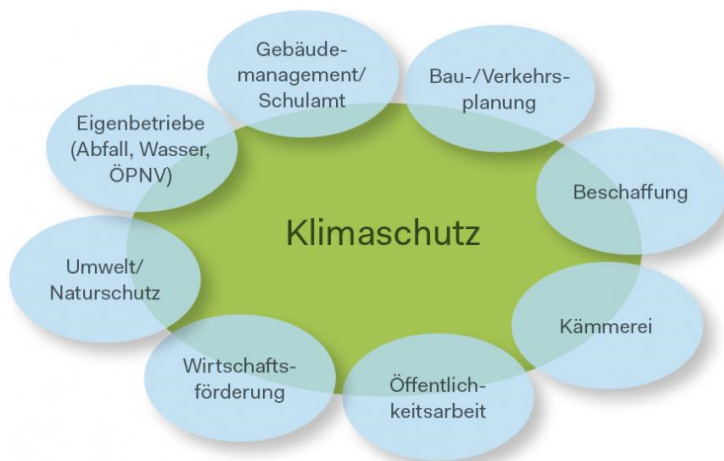 Gebäude-
management/
Schulamt
Bau-/Verkehrs-
planung
Eigenbetriebe
(Abfall, Wasser,
ÖPNV)
Beschaffung
Klimaschutz
Umwelt/
Naturschutz
Kämmerei
Wirtschafts-
förderung
Öffentlich-
keitsarbeit